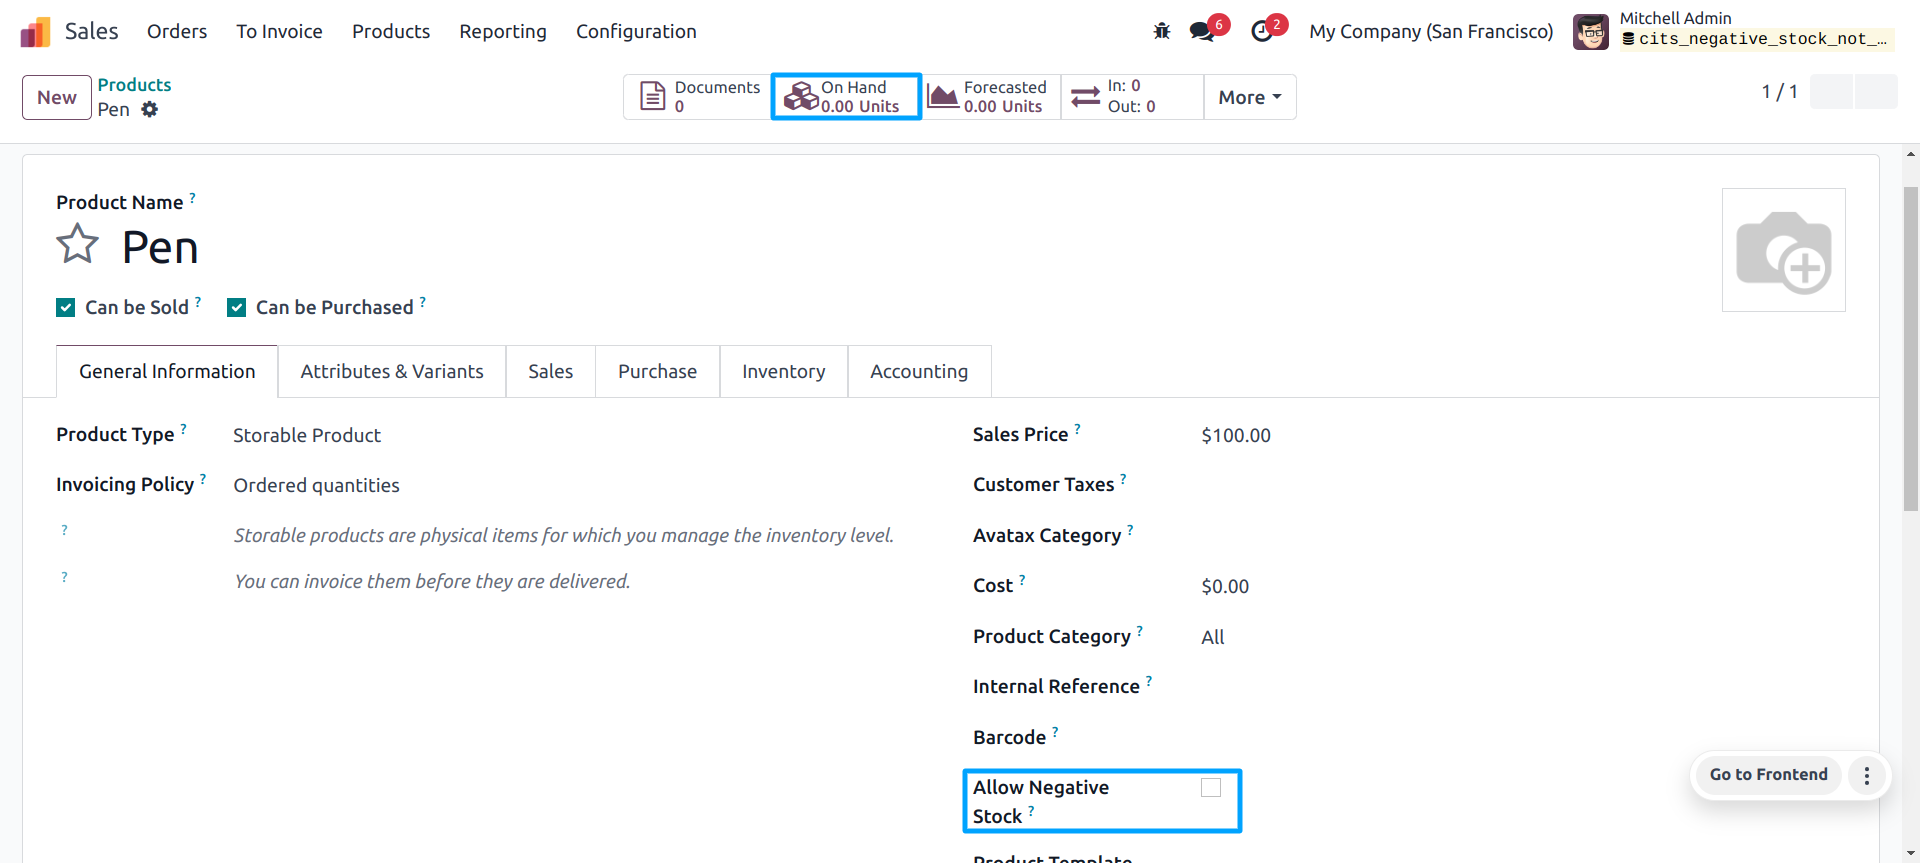 Sales Orders To Invoice Products Reporting Configuration 6 2 My Company (San Francisco) Mitchell Admin
cits_negative_stock_not_...
New Products
Pen
Documents
0
On Hand
0.00 Units
Forecasted
0.00 Units
In: 0
Out: 0
More
1 / 1
Product Name ?
Pen
Can be Sold ? Can be Purchased ?
General Information Attributes & Variants Sales Purchase Inventory Accounting
Product Type ? Storable Product
Invoicing Policy ? Ordered quantities
? Storable products are physical items for which you manage the inventory level.
? You can invoice them before they are delivered.
Sales Price ? $100.00
Customer Taxes ?
Avatax Category ?
Cost ? $0.00
Product Category ? All
Internal Reference ?
Barcode ?
Allow Negative
Stock ?
Go to Frontend
Product Template